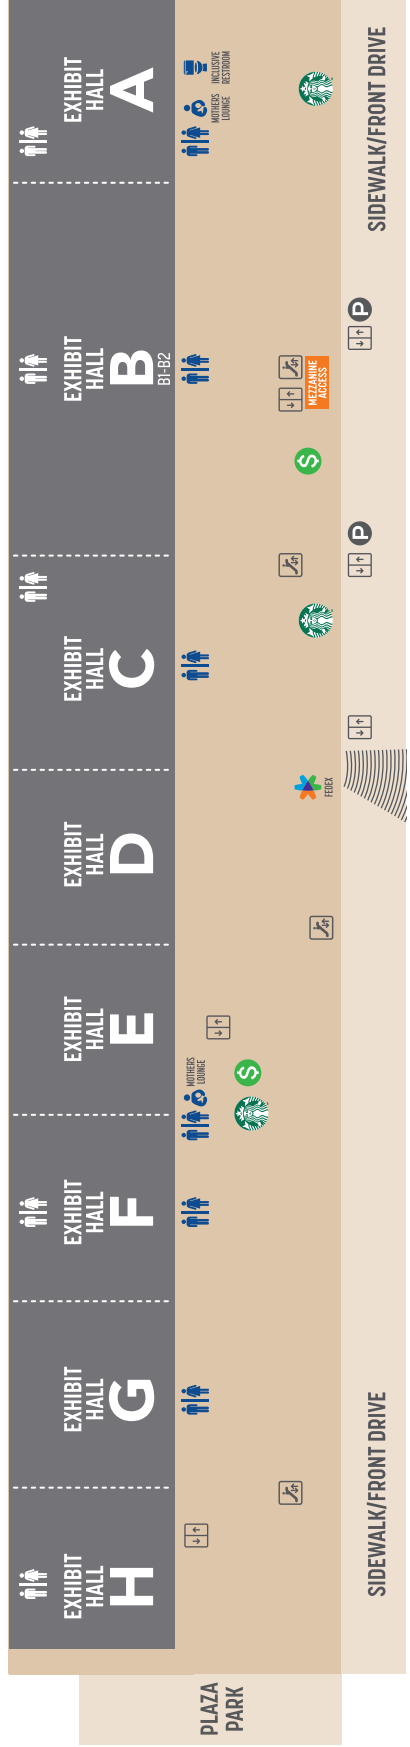 EXHIBIT
HALL
A
INCLUSIVE
RESTROOM
MOTHERS
LOUNGE
SIDEWALK/FRONT DRIVE
EXHIBIT
HALL
B
B1-B2
MEZZANINE
ACCESS
P
$
P
EXHIBIT
HALL
C
FEDEX
EXHIBIT
HALL
D
EXHIBIT
HALL
E
MOTHERS
LOUNGE
$
EXHIBIT
HALL
F
EXHIBIT
HALL
G
SIDEWALK/FRONT DRIVE
EXHIBIT
HALL
H
PLAZA
PARK